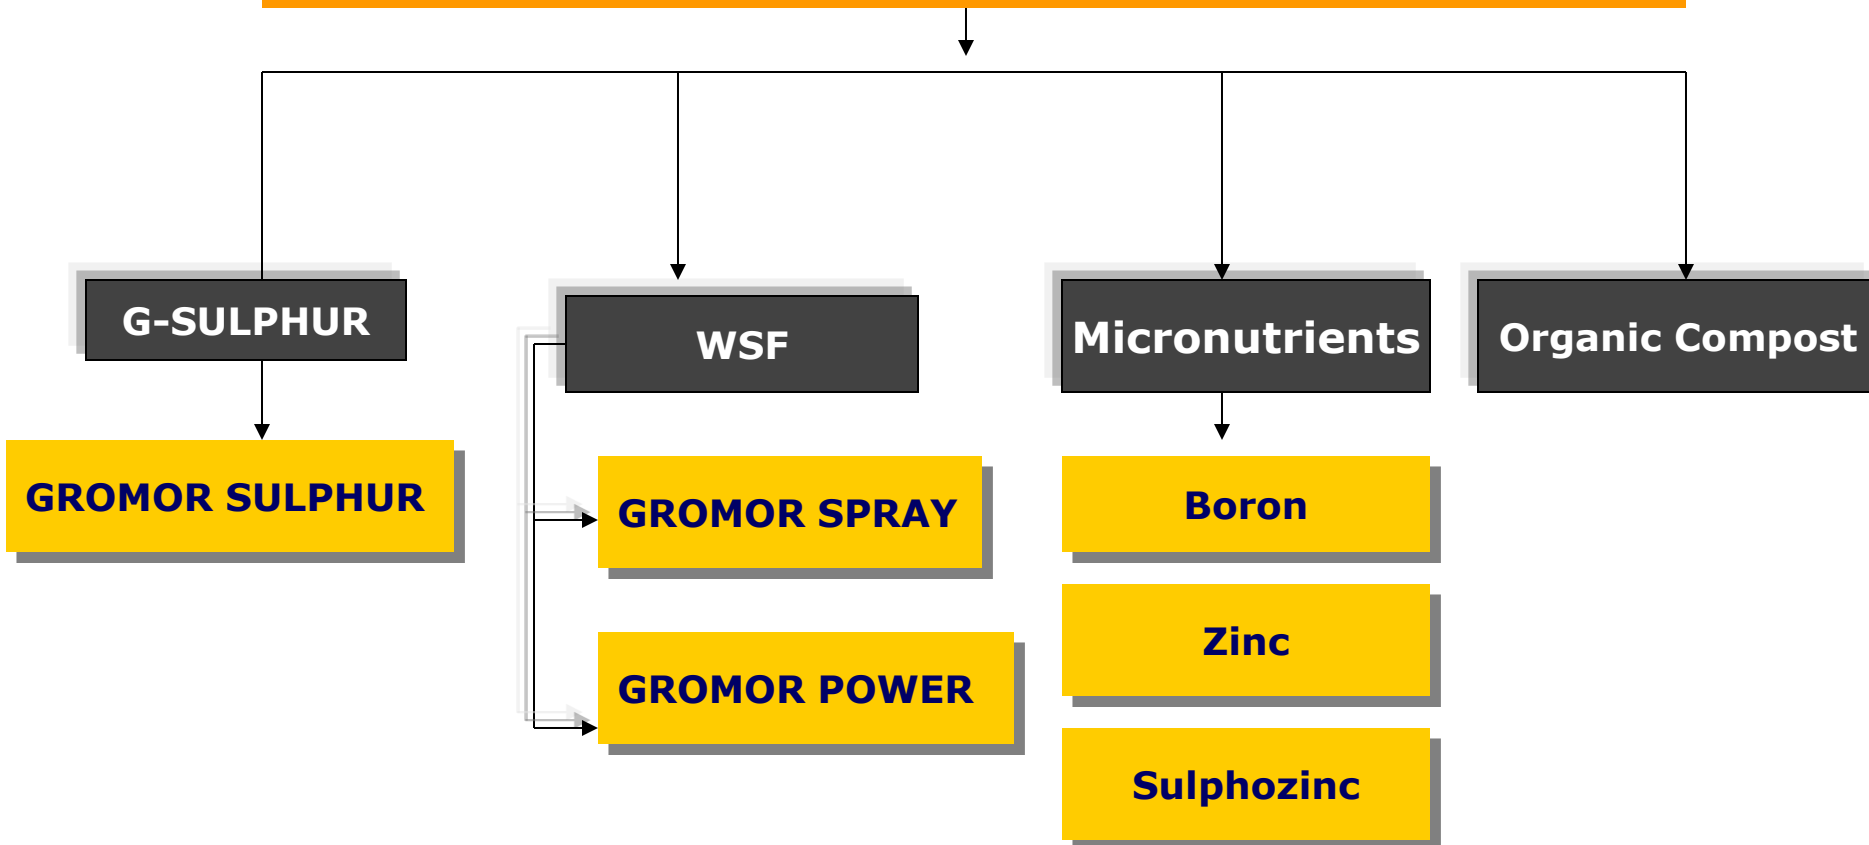 G-SULPHUR
WSF
Micronutrients
Organic Compost
GROMOR SULPHUR
GROMOR SPRAY
Boron
Zinc
GROMOR POWER
Sulphozinc